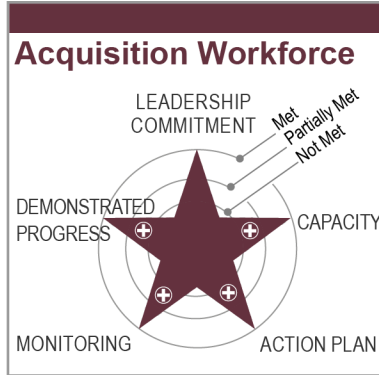 Acquisition Workforce
LEADERSHIP
COMMITMENT
Met
Partially Met
Not Met
DEMONSTRATED
PROGRESS
CAPACITY
MONITORING
ACTION PLAN